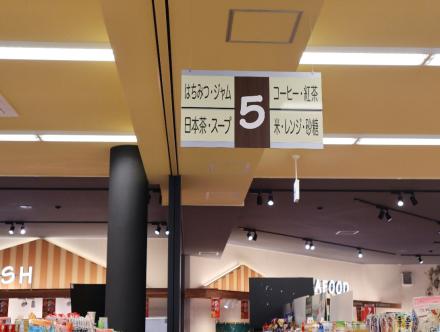 はちみつ・ジャム
日本茶・スープ
5
コーヒー・紅茶
米・レンジ・砂糖
SH
AFOOD